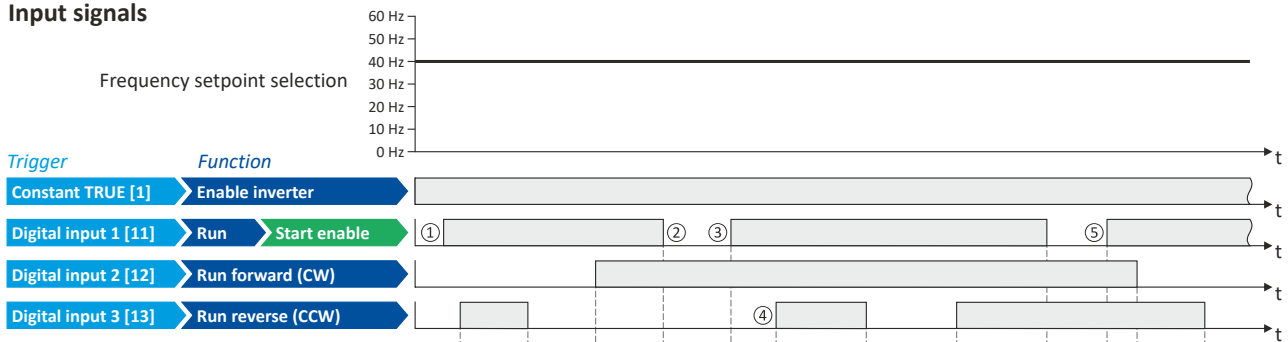 Input signals
60 Hz
50 Hz
40 Hz
Frequency setpoint selection
30 Hz
20 Hz
10 Hz
0 Hz
t
Trigger Function
Constant TRUE [1] Enable inverter
t
Digital input 1 [11] Run Start enable ① ② ③ ⑤
t
Digital input 2 [12] Run forward (CW)
t
Digital input 3 [13] Run reverse (CCW) ④
t